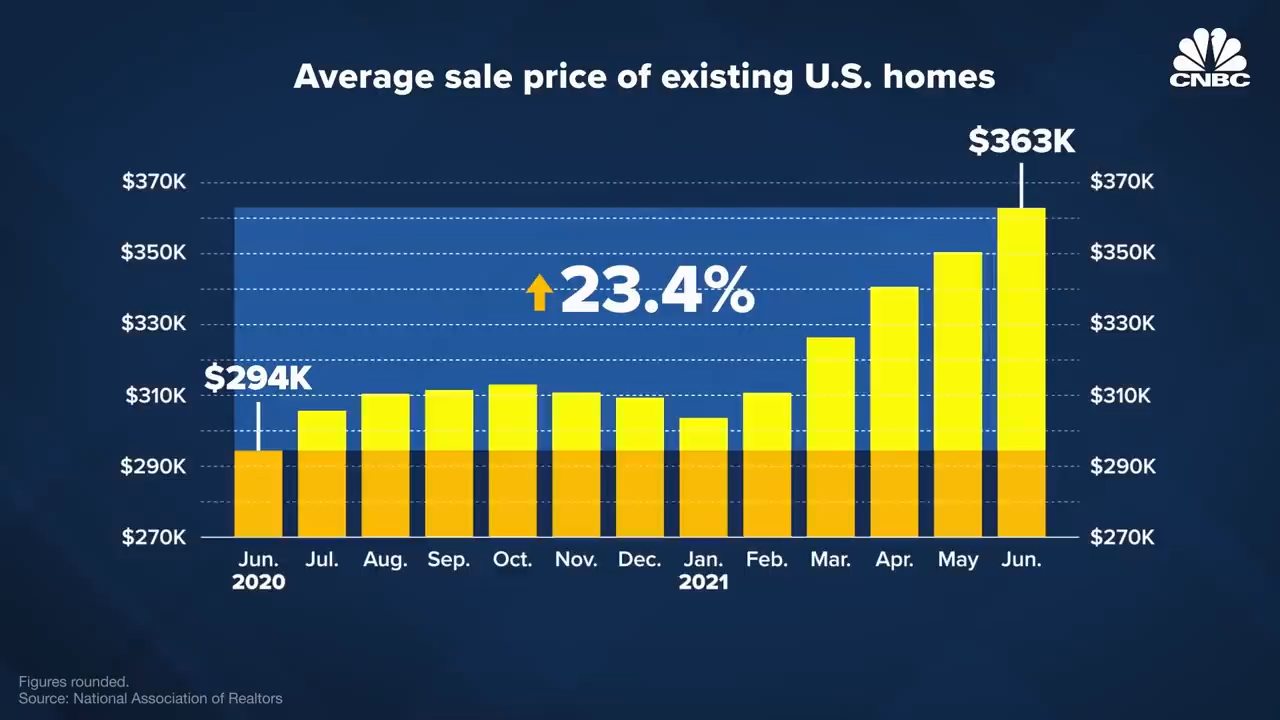 CNBC
Average sale price of existing U.S. homes
$363K
$370K $370K
$350K $350K
23.4%
$330K $330K
$294K
$310K $310K
$290K $290K
$270K $270K
Jun. Jul. Aug. Sep. Oct. Nov. Dec. Jan. Feb. Mar. Apr. May Jun.
2020 2021
Figures rounded.
Source: National Association of Realtors